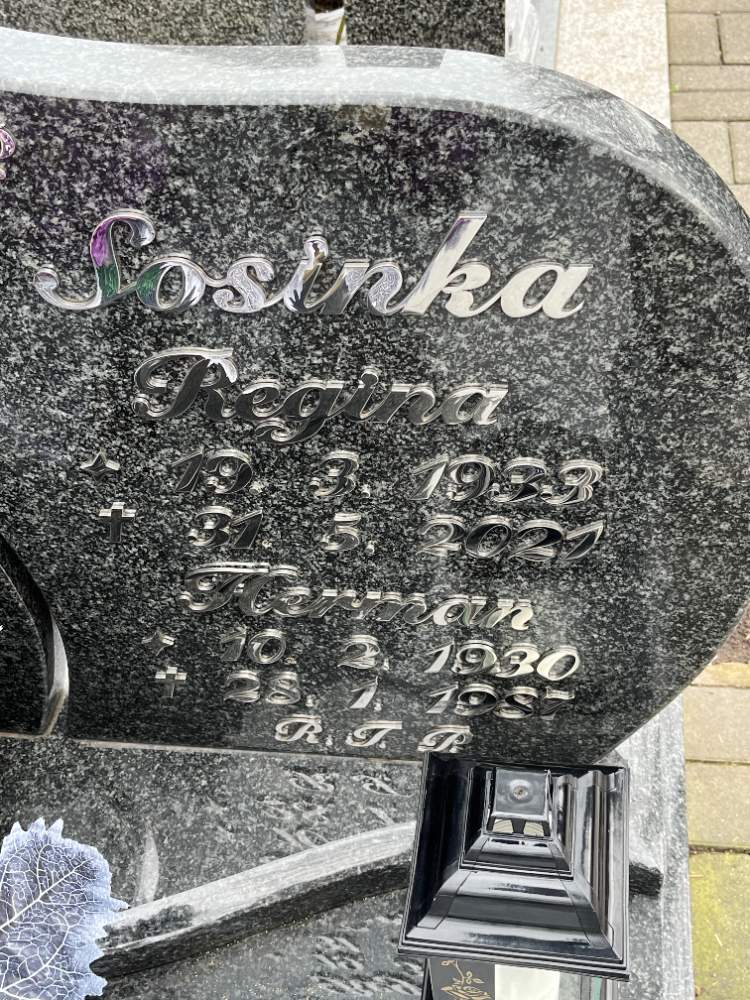 Sosinka
Regina
19. 3. 1933
31. 5. 2021
Herman
10. 2. 1930
28. 1. 1987
R. I. P.